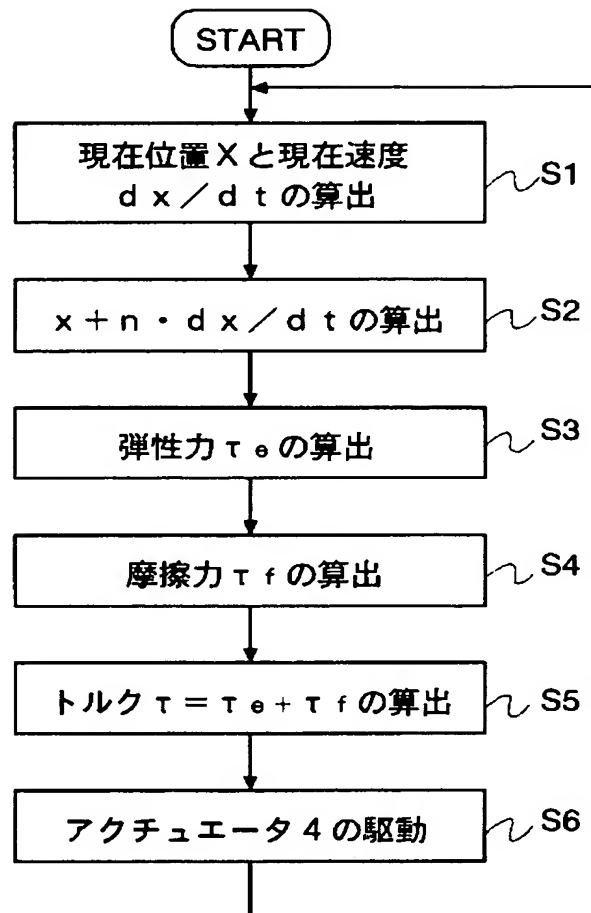 START
現在位置Xと現在速度
dx/dtの算出
S1
x+n・dx/dtの算出
S2
弾性力τeの算出
S3
摩擦力τfの算出
S4
トルクτ=τe+τfの算出
S5
アクチュエータ4の駆動
S6